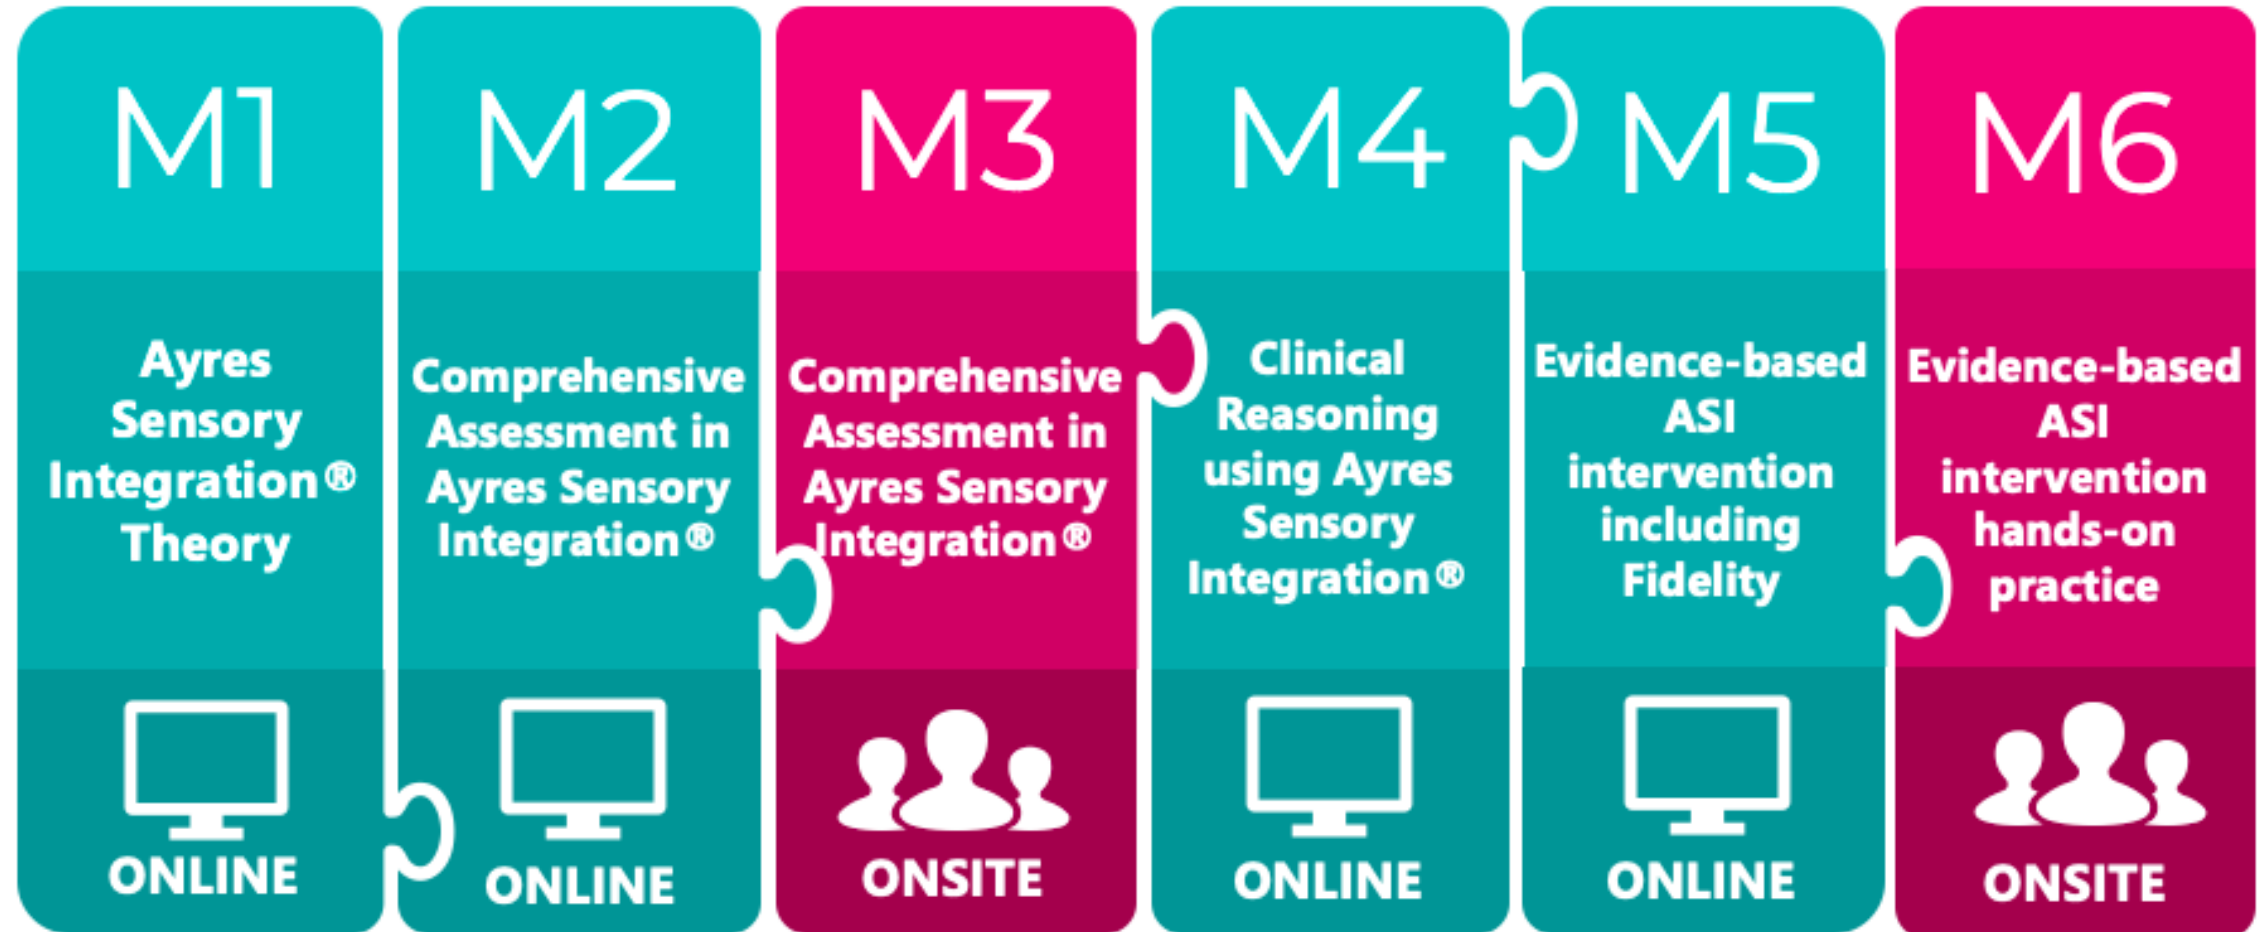 M1
Ayres
Sensory
Integration®
Theory
ONLINE
M2
Comprehensive
Assessment in
Ayres Sensory
Integration®
ONLINE
M3
Comprehensive
Assessment in
Ayres Sensory
Integration®
ONSITE
M4
Clinical
Reasoning
using Ayres
Sensory
Integration®
ONLINE
M5
Evidence-based
ASI
intervention
including
Fidelity
ONLINE
M6
Evidence-based
ASI
intervention
hands-on
practice
ONSITE